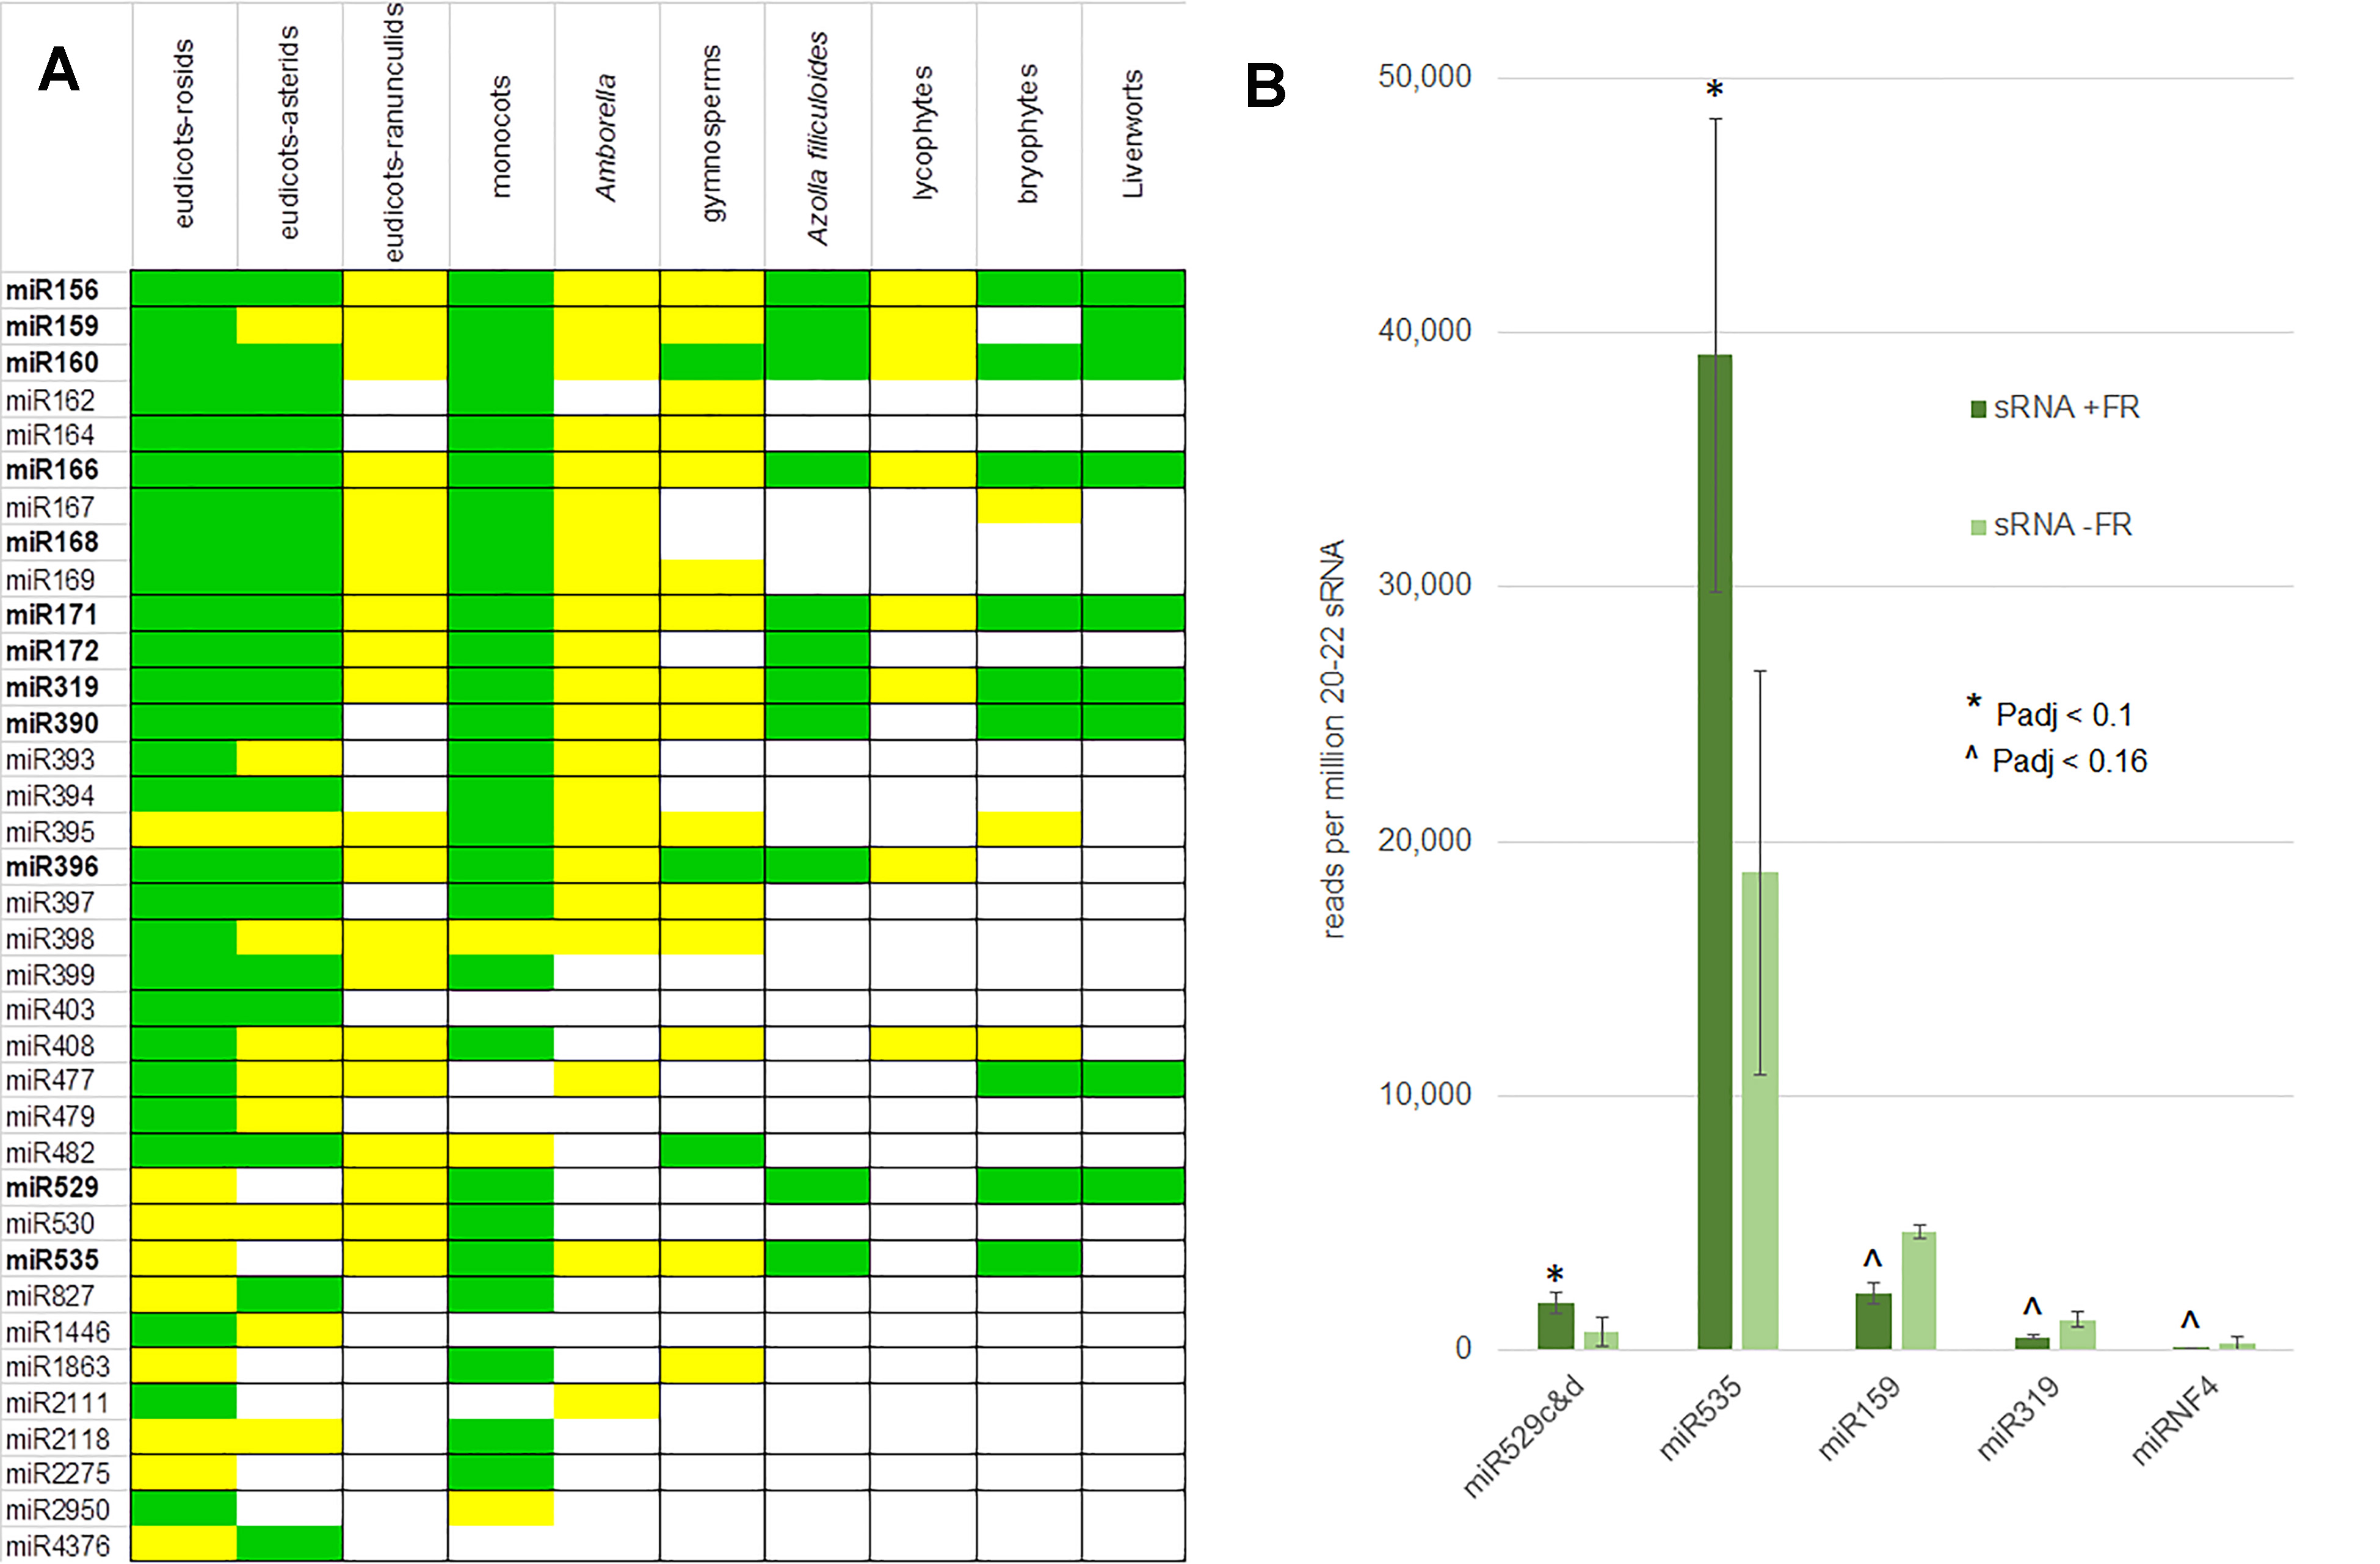 A
eudicots-rosids
eudicots-asterids
eudicots-ranunculids
monocots
Amborella
gymnosperms
Azolla filiculoides
lycophytes
bryophytes
Liverworts
miR156
miR159
miR160
miR162
miR164
miR166
miR167
miR168
miR169
miR171
miR172
miR319
miR390
miR393
miR394
miR395
miR396
miR397
miR398
miR399
miR403
miR408
miR477
miR479
miR482
miR529
miR530
miR535
miR827
miR1446
miR1863
miR2111
miR2118
miR2275
miR2950
miR4376
B
reads per million 20-22 sRNA
50,000
40,000
30,000
20,000
10,000
0
*
*
^
^
^
sRNA +FR
sRNA -FR
* Padj < 0.1
^ Padj < 0.16
miR529c&d
miR535
miR159
miR319
miRNF4